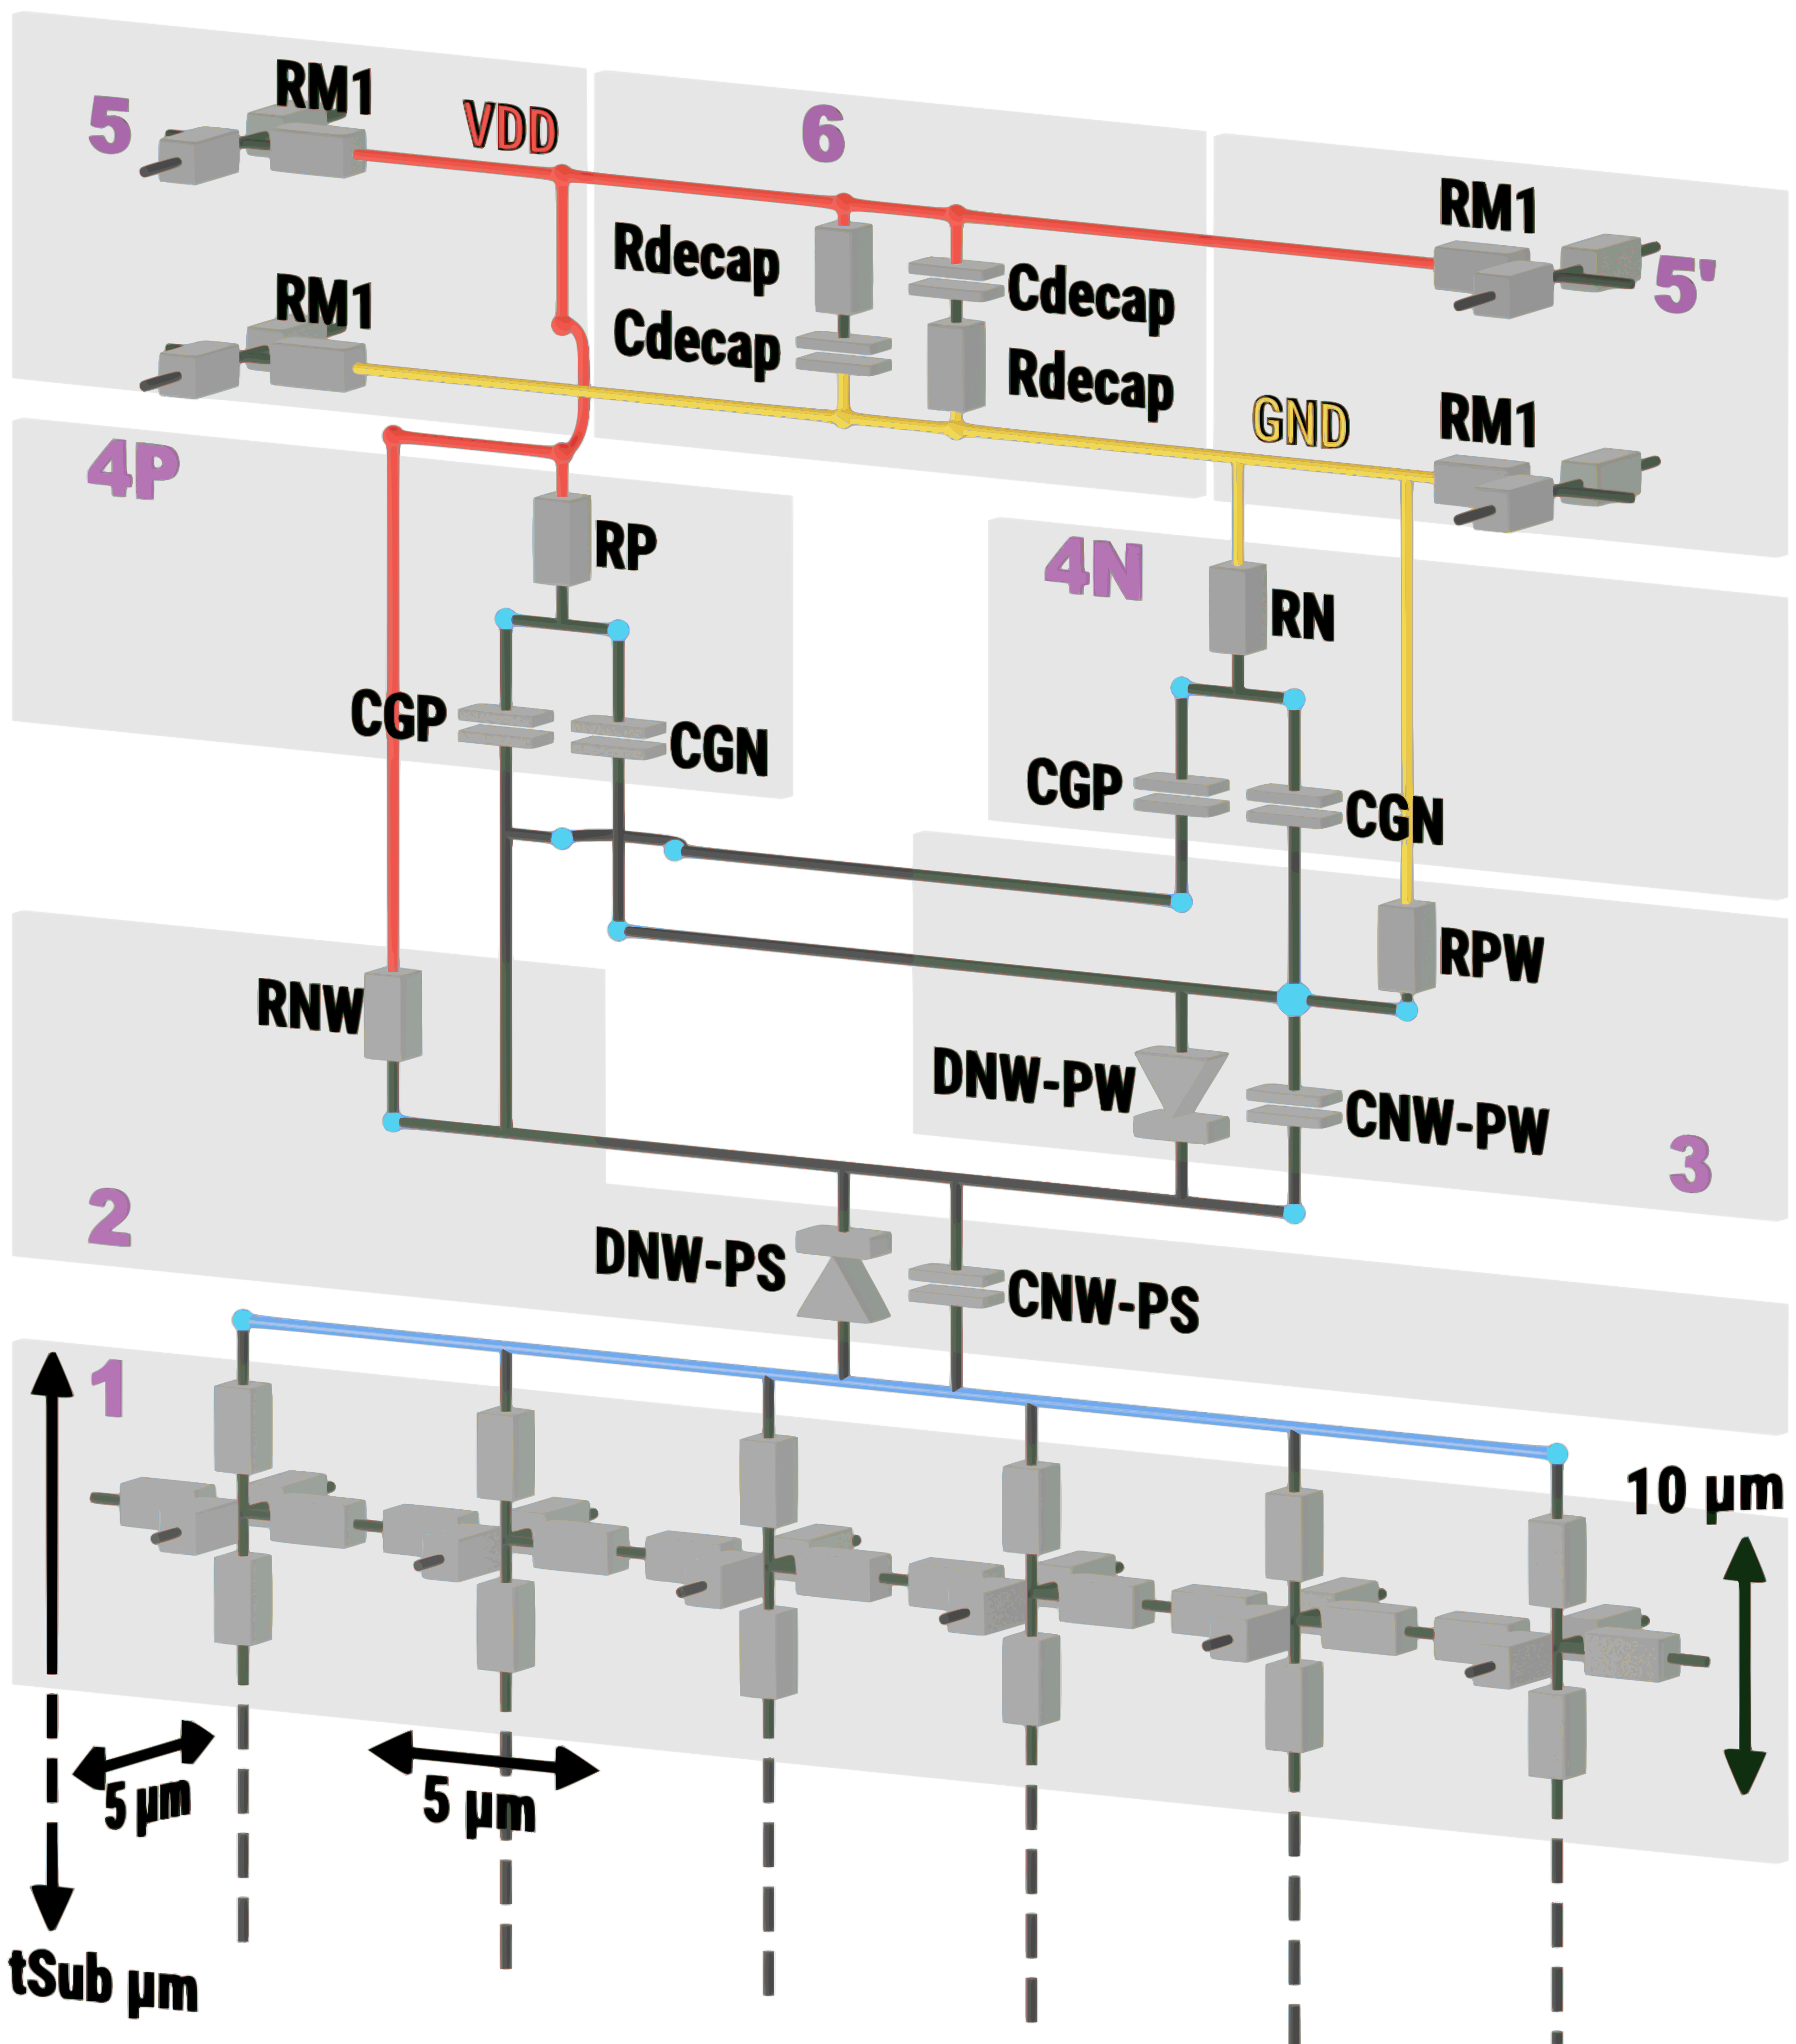 RM1
5
VDD
6
RM1
5'
Rdecap
Cdecap
RM1
Cdecap
Rdecap
GND
RM1
4P
RP
4N
RN
CGP
CGN
CGP
CGN
RNW
RPW
DNW-PW
CNW-PW
3
2
DNW-PS
CNW-PS
1
10 µm
5 µm
5 µm
tSub µm